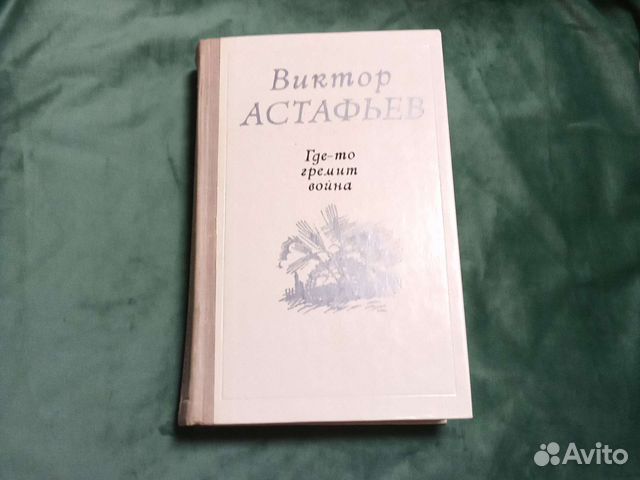 Виктор
АСТАФЬЕВ
Где-то
гремит
война
Avito